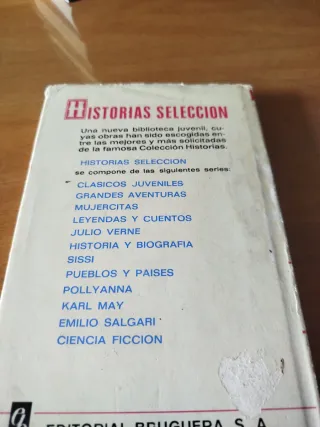 HISTORIAS SELECCION
Una nueva biblioteca juvenil, cu-
yas obras han sido escogidas en-
tre las mejores y más solicitadas
de la famosa Colección Historias.
HISTORIAS SELECCION
se compone de las siguientes series:
CLASICOS JUVENILES
GRANDES AVENTURAS
MUJERCITAS
LEYENDAS Y CUENTOS
JULIO VERNE
HISTORIA Y BIOGRAFIA
SISSI
PUEBLOS Y PAISES
POLLYANNA
KARL MAY
EMILIO SALGARI
CIENCIA FICCION
EDITORIAL BRUGUERA, S. A.